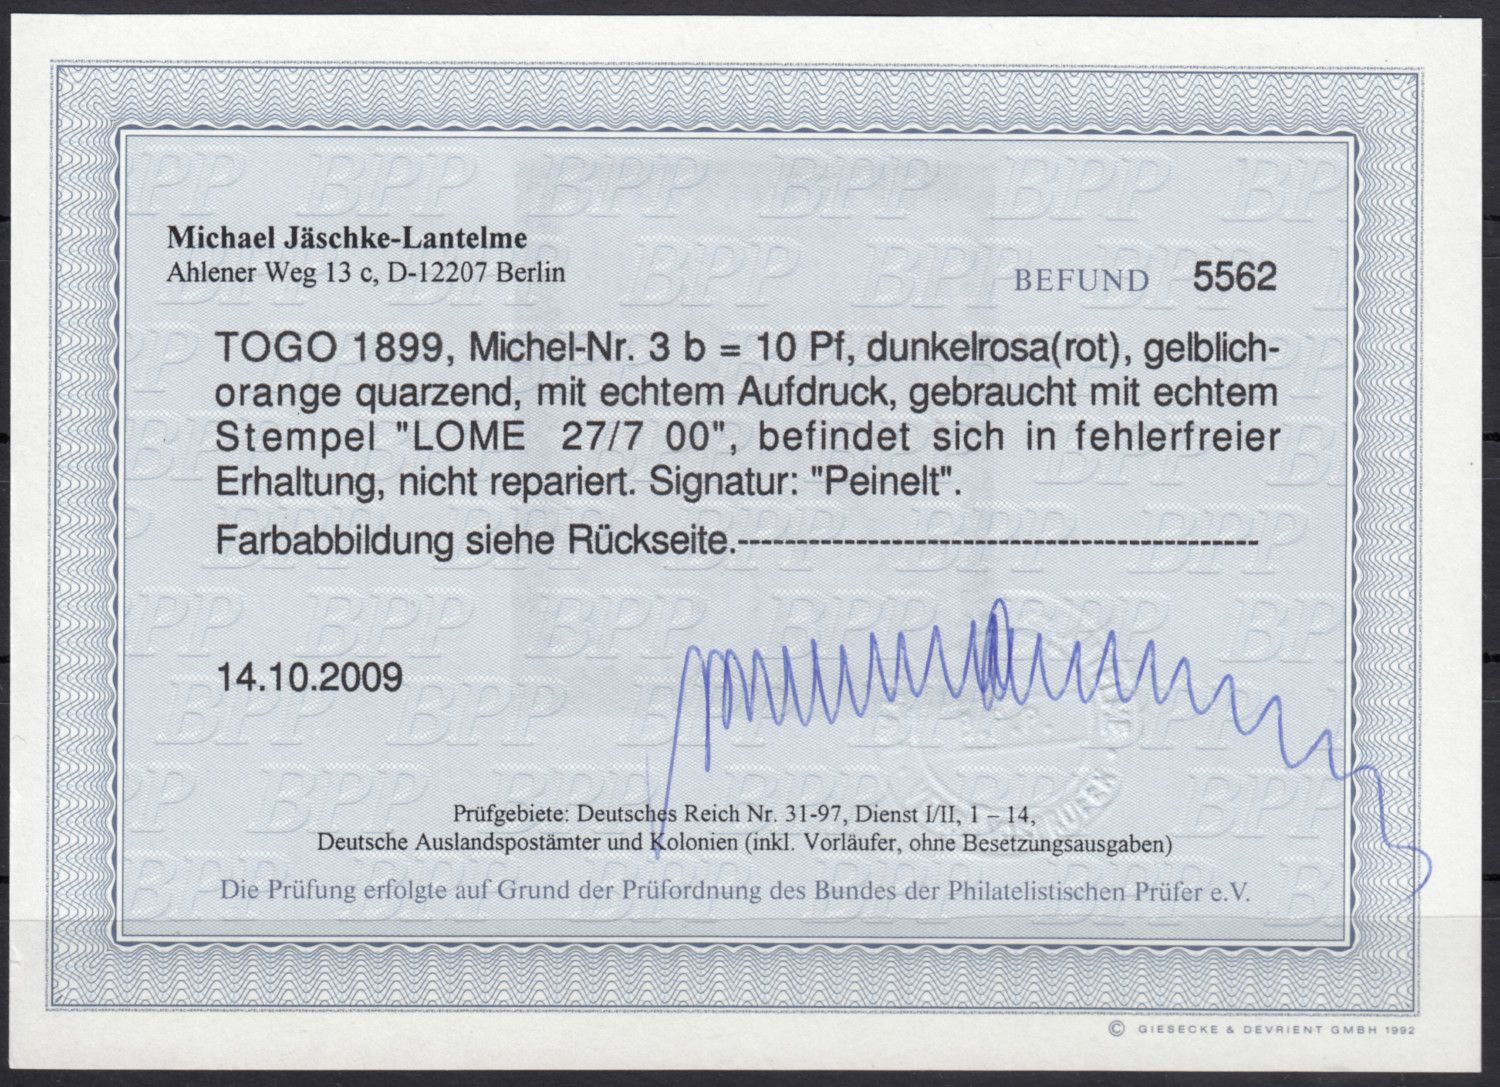 Michael Jäschke-Lantelme
Ahlener Weg 13 c, D-12207 Berlin
BEFUND 5562
TOGO 1899, Michel-Nr. 3 b = 10 Pf, dunkelrosa(rot), gelblich-
orange quarzend, mit echtem Aufdruck, gebraucht mit echtem
Stempel "LOME 27/7 00", befindet sich in fehlerfreier
Erhaltung, nicht repariert. Signatur: "Peinelt".
Farbabbildung siehe Rückseite.--------------------------------------------
14.10.2009
Prüfgebiete: Deutsches Reich Nr. 31-97, Dienst I/II, 1 – 14,
Deutsche Auslandspostämter und Kolonien (inkl. Vorläufer, ohne Besetzungsausgaben)
Die Prüfung erfolgte auf Grund der Prüfordnung des Bundes der Philatelistischen Prüfer e.V.
© GIESECKE & DEVRIENT GMBH 1992